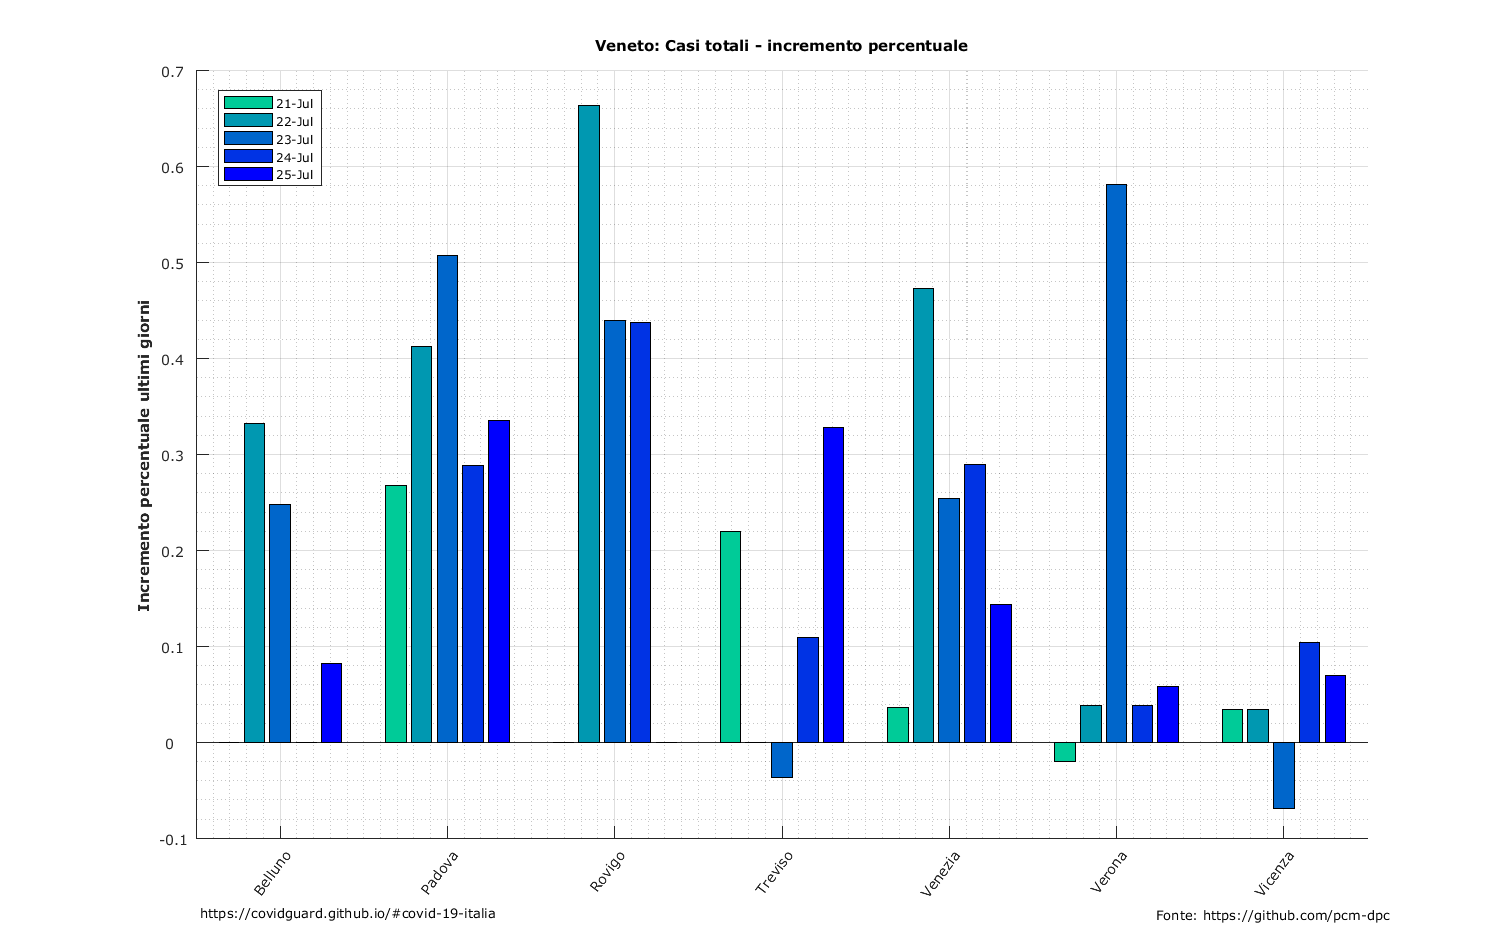 Veneto: Casi totali - incremento percentuale
0.7
0.6
0.5
0.4
0.3
0.2
0.1
0
-0.1
Incremento percentuale ultimi giorni
21-Jul
22-Jul
23-Jul
24-Jul
25-Jul
Belluno
Padova
Rovigo
Treviso
Venezia
Verona
Vicenza
https://covidguard.github.io/#covid-19-italia
Fonte: https://github.com/pcm-dpc